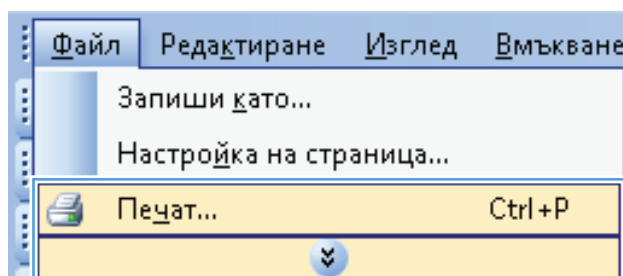 Файл Редактиране Изглед Вмъкване
Запиши като...
Настройка на страница...
Печат... Ctrl+P